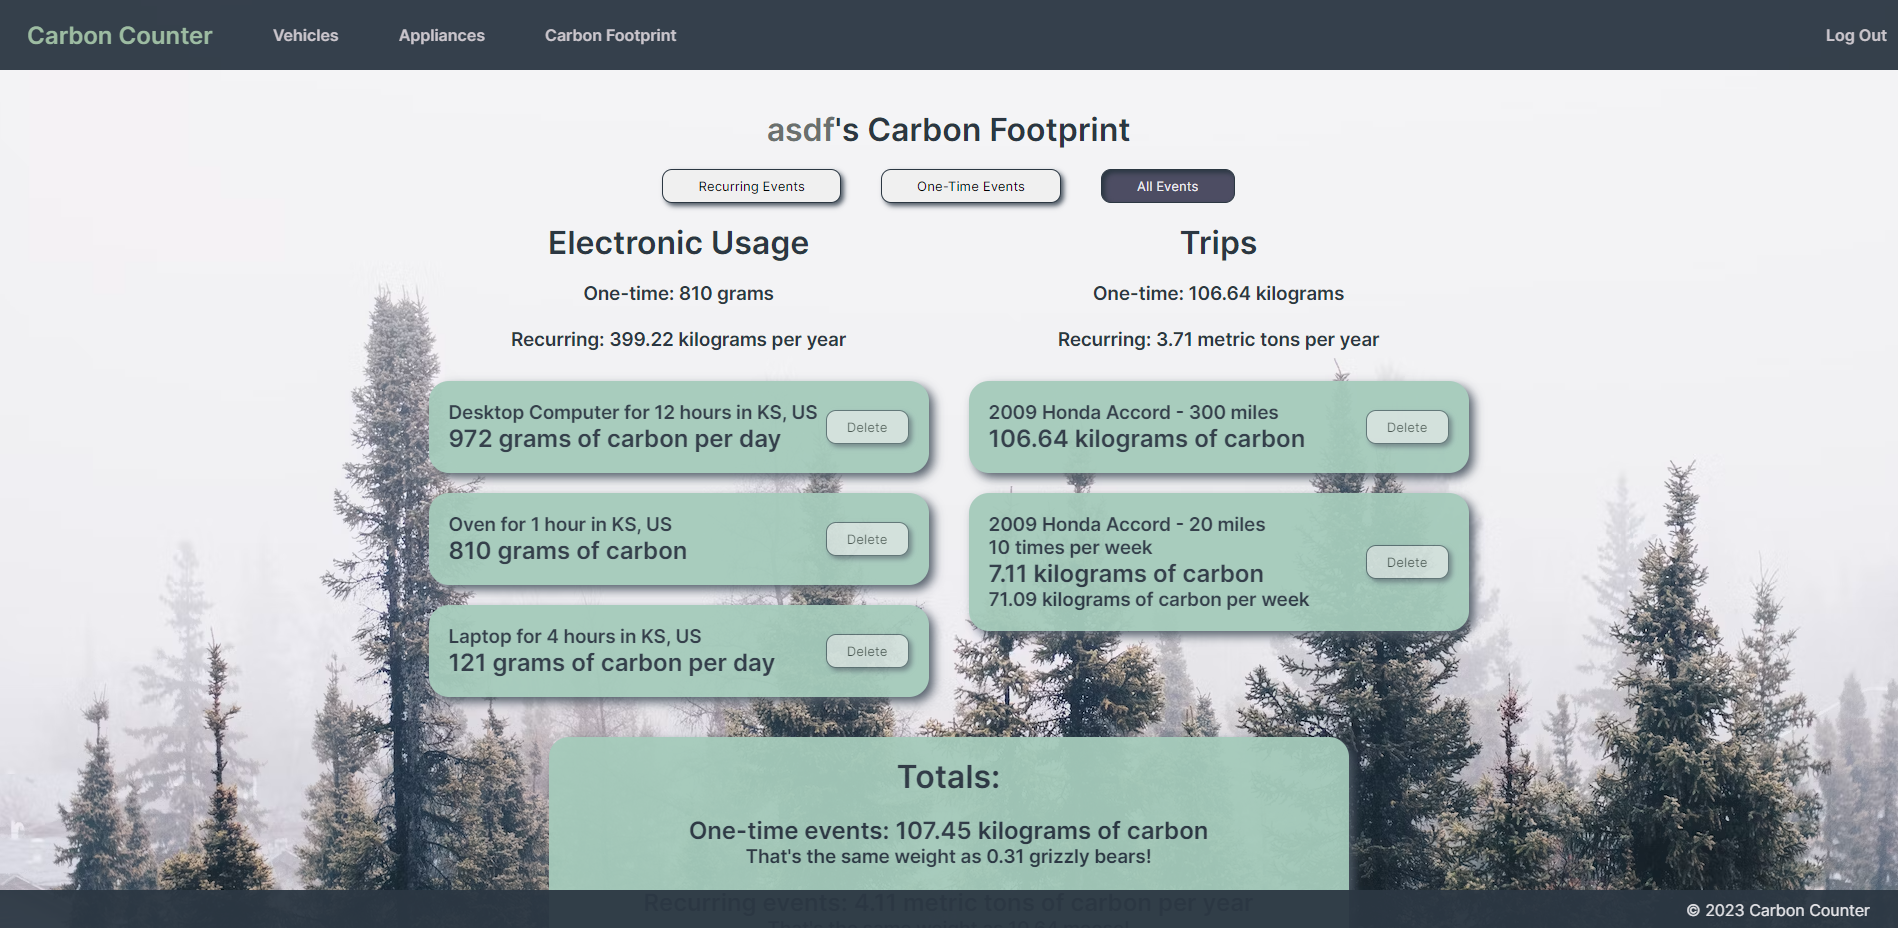 Carbon Counter
Vehicles
Appliances
Carbon Footprint
Log Out
asdf's Carbon Footprint
Recurring Events
One-Time Events
All Events
Electronic Usage
One-time: 810 grams
Recurring: 399.22 kilograms per year
Desktop Computer for 12 hours in KS, US
972 grams of carbon per day
Delete
Oven for 1 hour in KS, US
810 grams of carbon
Delete
Laptop for 4 hours in KS, US
121 grams of carbon per day
Delete
Trips
One-time: 106.64 kilograms
Recurring: 3.71 metric tons per year
2009 Honda Accord - 300 miles
106.64 kilograms of carbon
Delete
2009 Honda Accord - 20 miles
10 times per week
7.11 kilograms of carbon
71.09 kilograms of carbon per week
Delete
Totals:
One-time events: 107.45 kilograms of carbon
That's the same weight as 0.31 grizzly bears!
Recurring events: 4.11 metric tons of carbon per year
That's the same weight as
© 2023 Carbon Counter